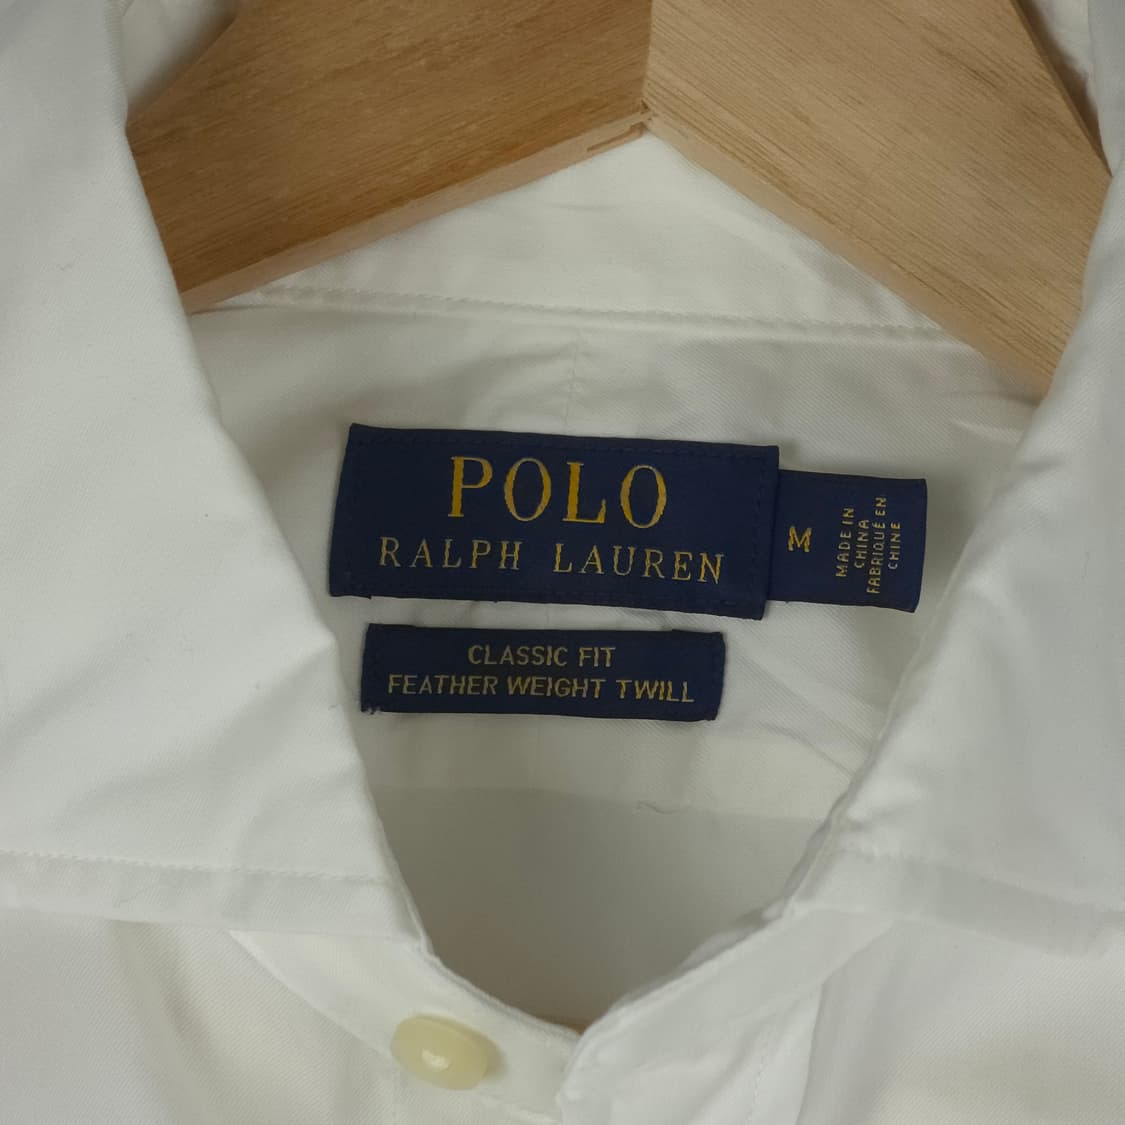 POLO
RALPH LAUREN
M
MADE IN
CHINA
FABRIQUÉ EN
CHINE
CLASSIC FIT
FEATHER WEIGHT TWILL